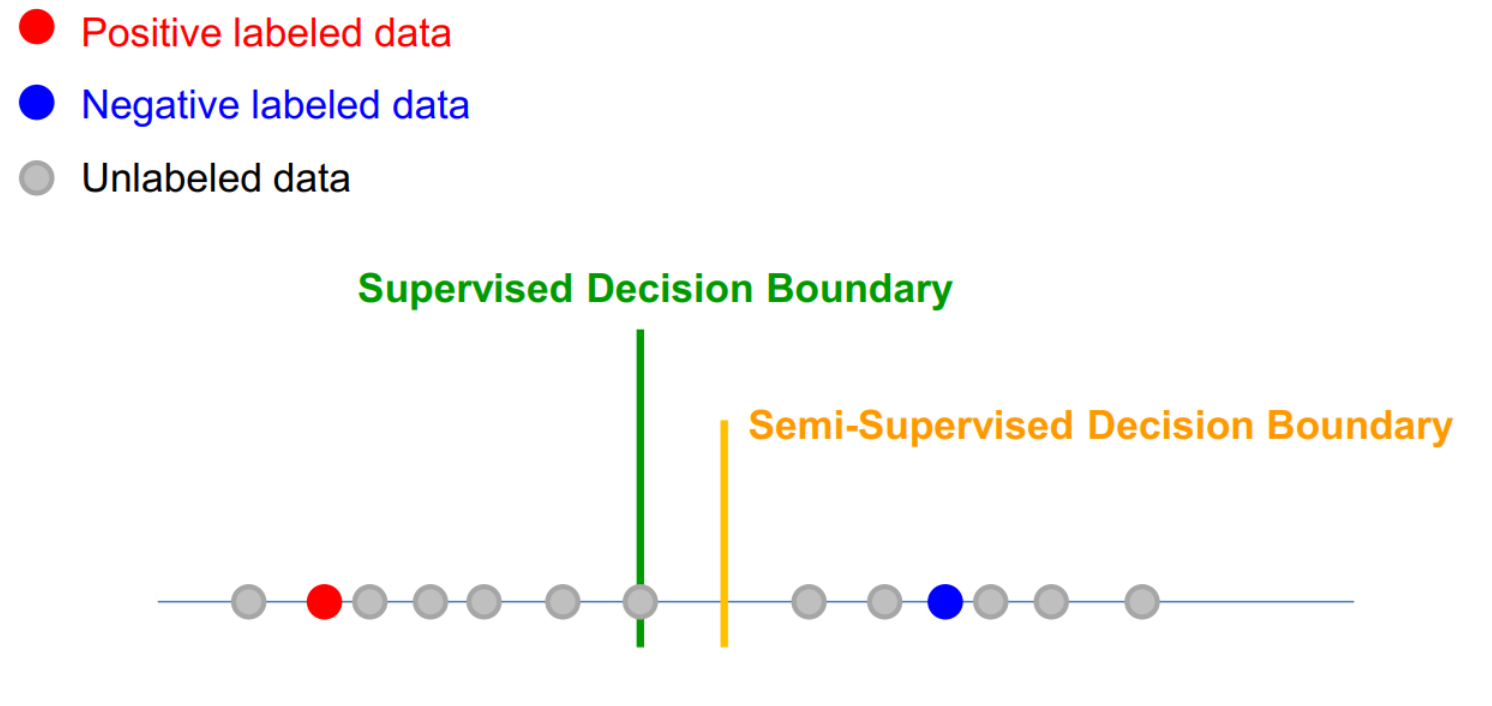 Positive labeled data
Negative labeled data
Unlabeled data
Supervised Decision Boundary
Semi-Supervised Decision Boundary